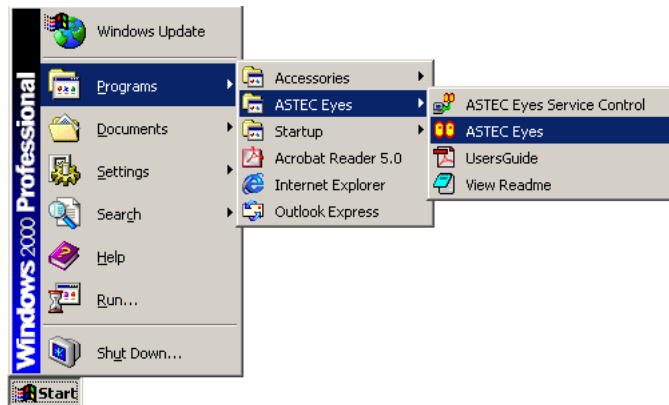 Windows 2000 Professional
Windows Update
Programs
Documents
Settings
Search
Help
Run...
Shut Down...
Start
Accessories
ASTEC Eyes
Startup
Acrobat Reader 5.0
Internet Explorer
Outlook Express
ASTEC Eyes Service Control
ASTEC Eyes
UsersGuide
View Readme